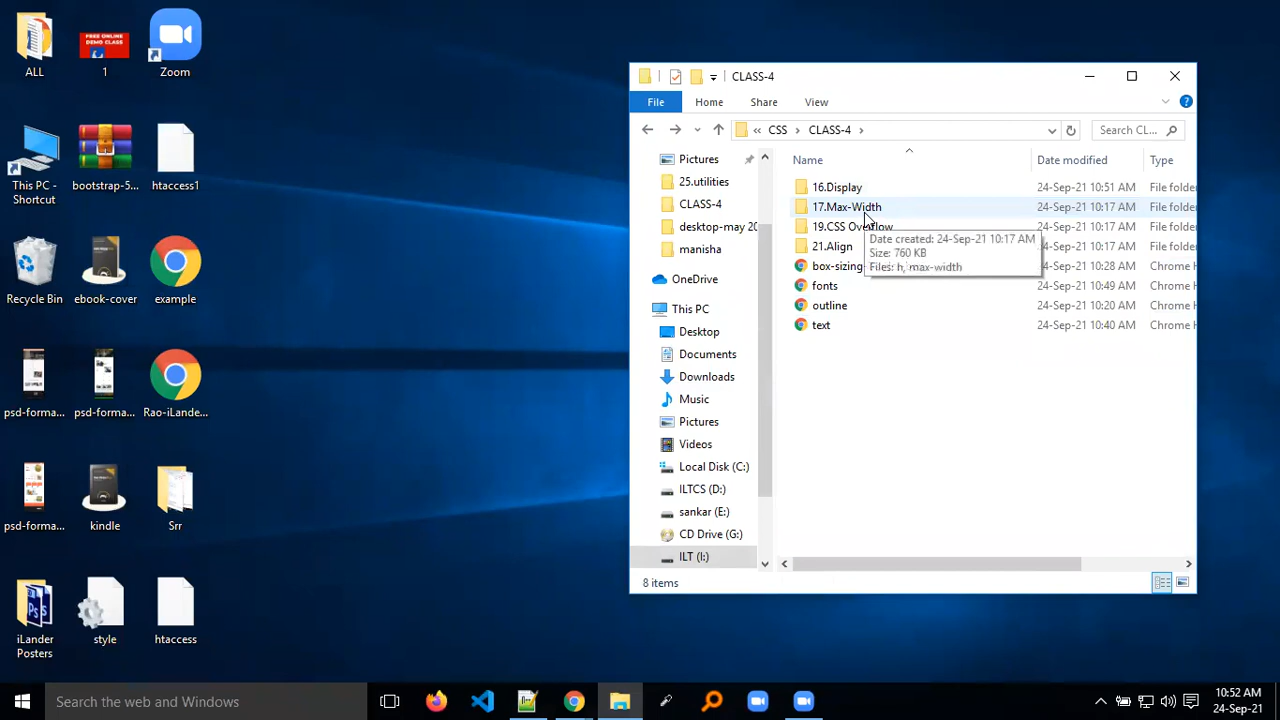 ALL
FREE ONLINE
DEMO CLASS
1
Zoom
This PC -
Shortcut
bootstrap-5...
htaccess1
Recycle Bin
ebook-cover
example
psd-forma...
psd-forma...
Rao-iLande...
psd-forma...
kindle
Srr
iLander
Posters
style
htaccess
CLASS-4
File
Home
Share
View
« CSS > CLASS-4 >
Search CL...
Pictures
25.utilities
CLASS-4
desktop-may 20
manisha
OneDrive
This PC
Desktop
Documents
Downloads
Music
Pictures
Videos
Local Disk (C:)
ILTCS (D:)
sankar (E:)
CD Drive (G:)
ILT (I:)
Name Date modified Type
16.Display 24-Sep-21 10:51 AM File folder
17.Max-Width 24-Sep-21 10:17 AM File folder
19.CSS Overflow 24-Sep-21 10:17 AM File folder
21.Align 24-Sep-21 10:17 AM File folder
box-sizing 24-Sep-21 10:28 AM Chrome H
fonts 24-Sep-21 10:49 AM Chrome H
outline 24-Sep-21 10:20 AM Chrome H
text 24-Sep-21 10:40 AM Chrome H
Date created: 24-Sep-21 10:17 AM
Size: 760 KB
Files: h, max-width
8 items
Search the web and Windows
10:52 AM
24-Sep-21